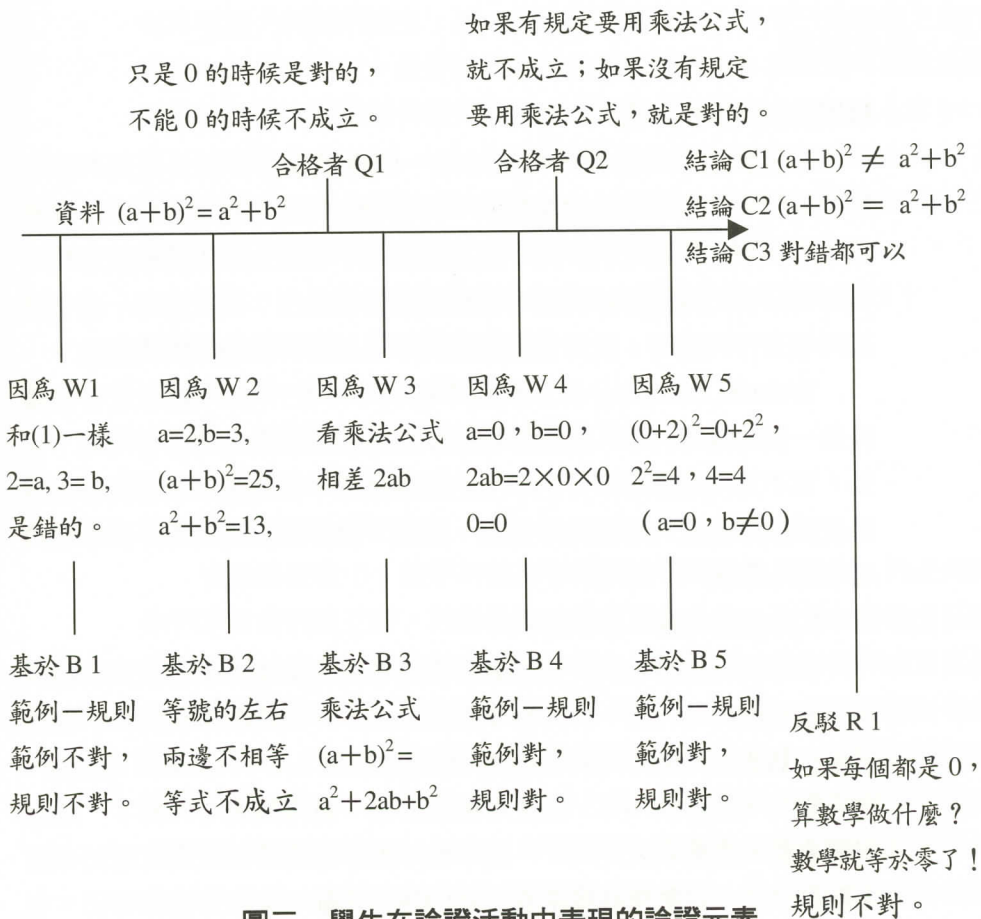 如果有規定要用乘法公式，
只是 0 的時候是對的，
就不成立；如果沒有規定
不能 0 的時候不成立。
要用乘法公式，就是對的。
合格者 Q1
合格者 Q2
結論 C1 (a＋b)²≠ a²＋b²
資料 (a＋b)²= a²＋b²
結論 C2 (a＋b)²＝ a²＋b²
結論 C3 對錯都可以
因為 W1
和(1)一樣
2=a, 3= b,
是錯的。
因為 W 2
a=2,b=3,
(a＋b)²=25,
a²＋b²=13,
因為 W 3
看乘法公式
相差 2ab
因為 W 4
a=0，b=0，
2ab=2×0×0
0=0
因為 W 5
(0+2)²=0+2²，
2²=4，4=4
（a=0，b≠0）
基於 B 1
範例－規則
範例不對，
規則不對。
基於 B 2
等號的左右
兩邊不相等
等式不成立
基於 B 3
乘法公式
(a＋b)²＝
a²＋2ab+b²
基於 B 4
範例－規則
範例對，
規則對。
基於 B 5
範例－規則
範例對，
規則對。
反駁 R 1
如果每個都是 0，
算數學做什麼？
數學就等於零了！
規則不對。